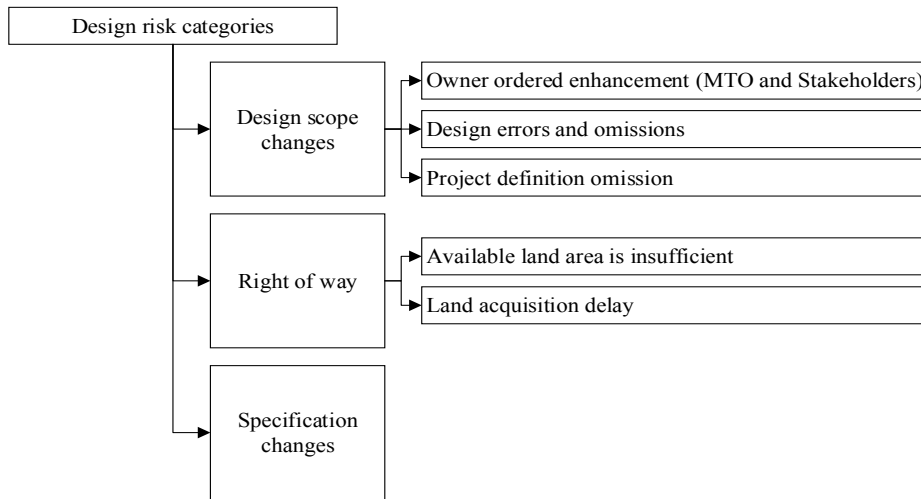 Design risk categories
Design scope
changes
Owner ordered enhancement (MTO and Stakeholders)
Design errors and omissions
Project definition omission
Right of way
Available land area is insufficient
Land acquisition delay
Specification
changes